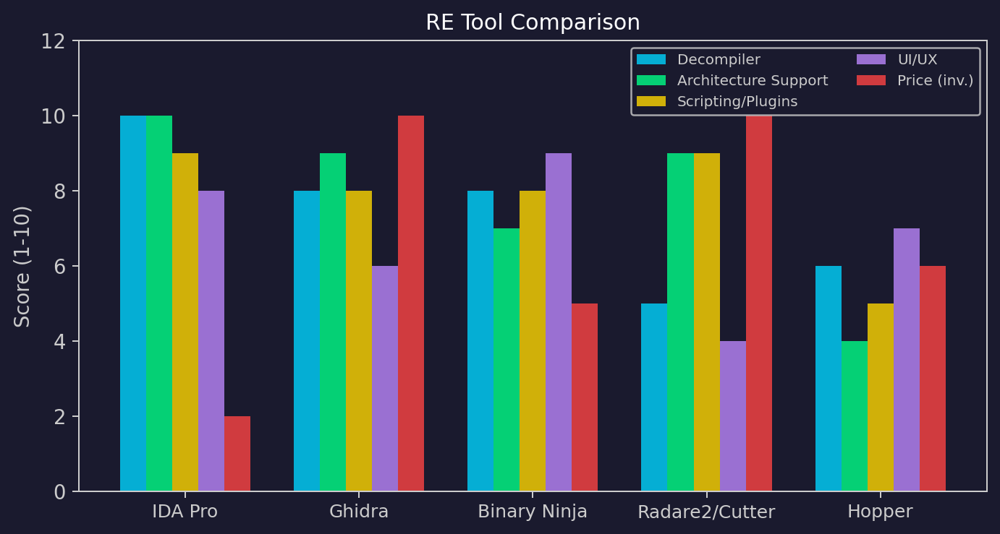 RE Tool Comparison
12
10
8
6
4
2
0
Score (1-10)
Decompiler
Architecture Support
Scripting/Plugins
UI/UX
Price (inv.)
IDA Pro
Ghidra
Binary Ninja
Radare2/Cutter
Hopper